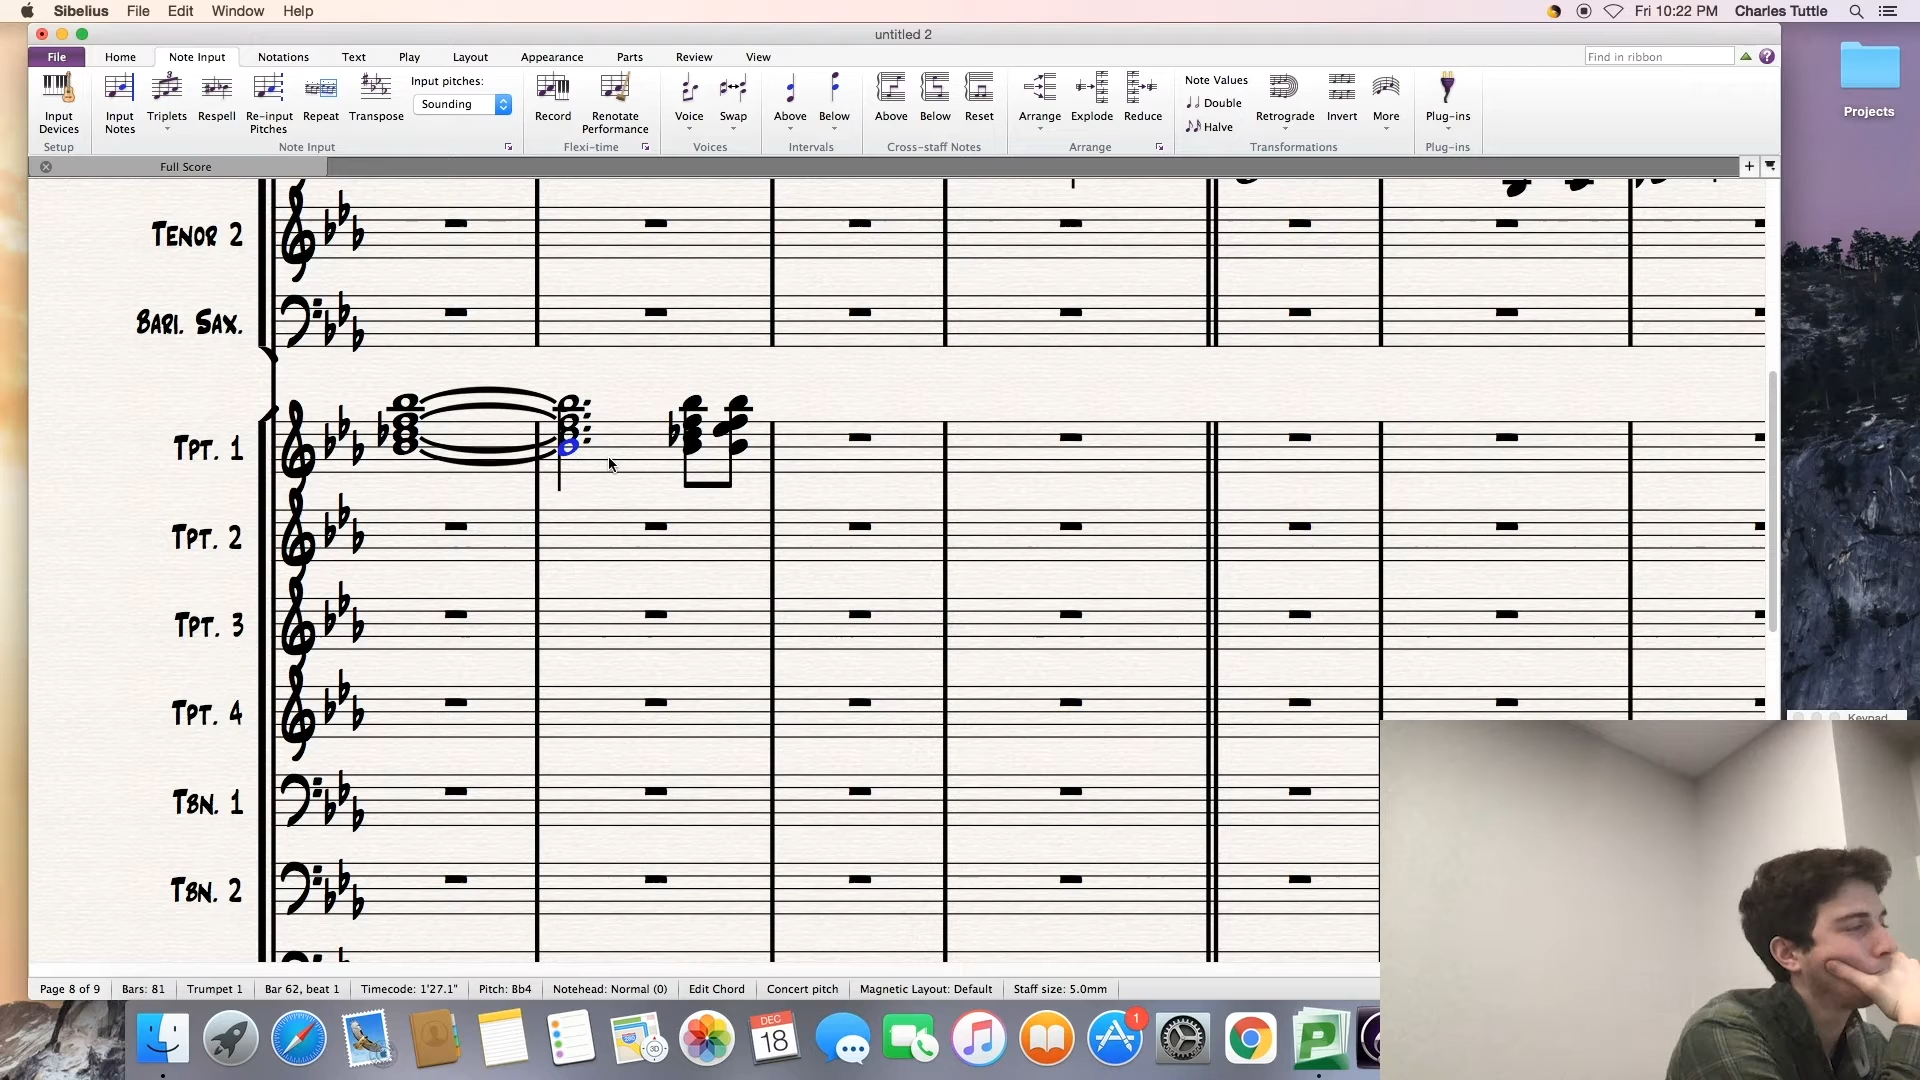 Sibelius File Edit Window Help Fri 10:22 PM Charles Tuttle
untitled 2
File Home Note Input Notations Text Play Layout Appearance Parts Review View Find in ribbon
Input Devices
Input Notes
Triplets
Respell
Re-input Pitches
Repeat
Transpose
Input pitches:
Sounding
Record
Renotate Performance
Voice
Swap
Above
Below
Above
Below
Reset
Arrange
Explode
Reduce
Note Values
Double
Halve
Retrograde
Invert
More
Plug-ins
Setup Note Input Flexi-time Voices Intervals Cross-staff Notes Arrange Transformations Plug-ins
Full Score
Projects
Tenor 2
Bari. Sax.
Tpt. 1
Tpt. 2
Tpt. 3
Tpt. 4
Tbn. 1
Tbn. 2
Keypad
Page 8 of 9 Bars: 81 Trumpet 1 Bar 62, beat 1 Timecode: 1'27.1" Pitch: Bb4 Notehead: Normal (0) Edit Chord Concert pitch Magnetic Layout: Default Staff size: 5.0mm
DEC
18
1